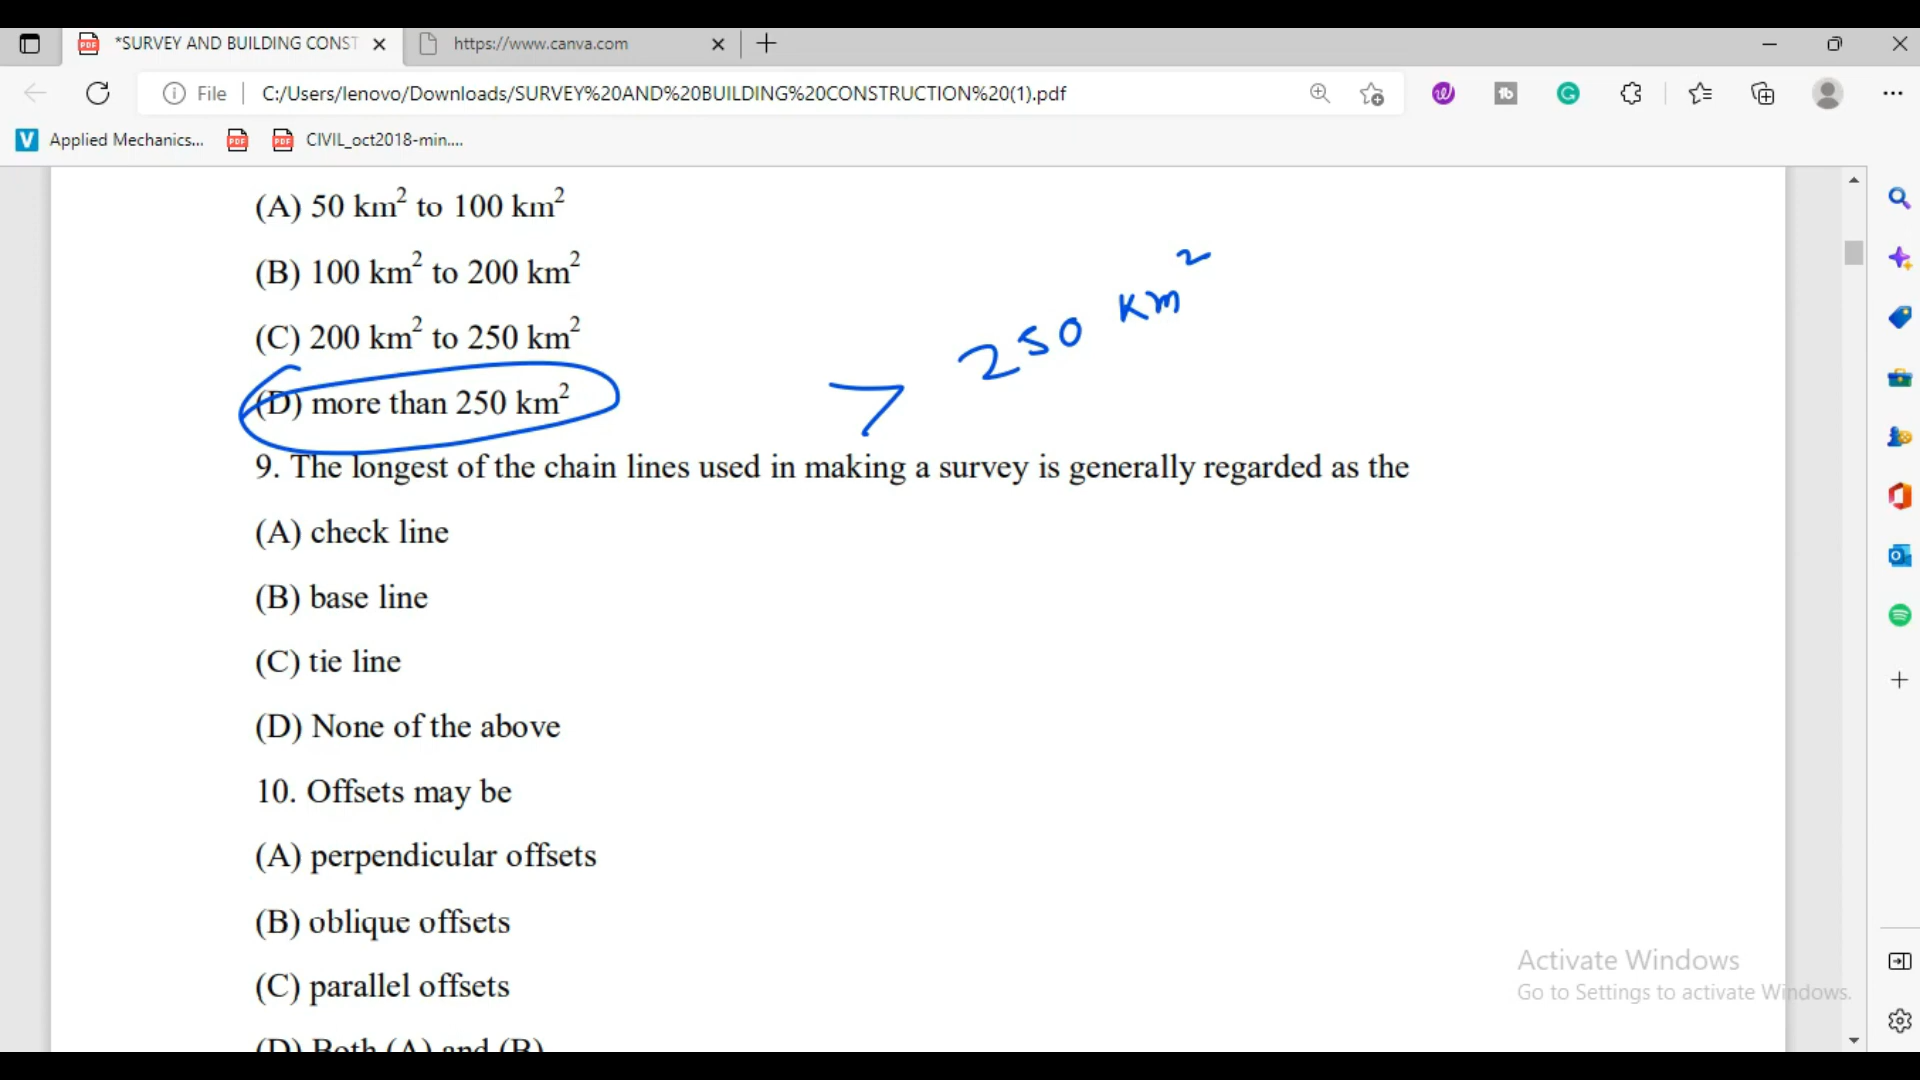 *SURVEY AND BUILDING CONST
https://www.canva.com
File
C:/Users/lenovo/Downloads/SURVEY%20AND%20BUILDING%20CONSTRUCTION%20(1).pdf
Applied Mechanics...
CIVIL_oct2018-min....
(A) 50 km² to 100 km²
(B) 100 km² to 200 km²
(C) 200 km² to 250 km²
(D) more than 250 km²
> 250 km²
9. The longest of the chain lines used in making a survey is generally regarded as the
(A) check line
(B) base line
(C) tie line
(D) None of the above
10. Offsets may be
(A) perpendicular offsets
(B) oblique offsets
(C) parallel offsets
(D) Both (A) and (B)
Activate Windows
Go to Settings to activate Windows.